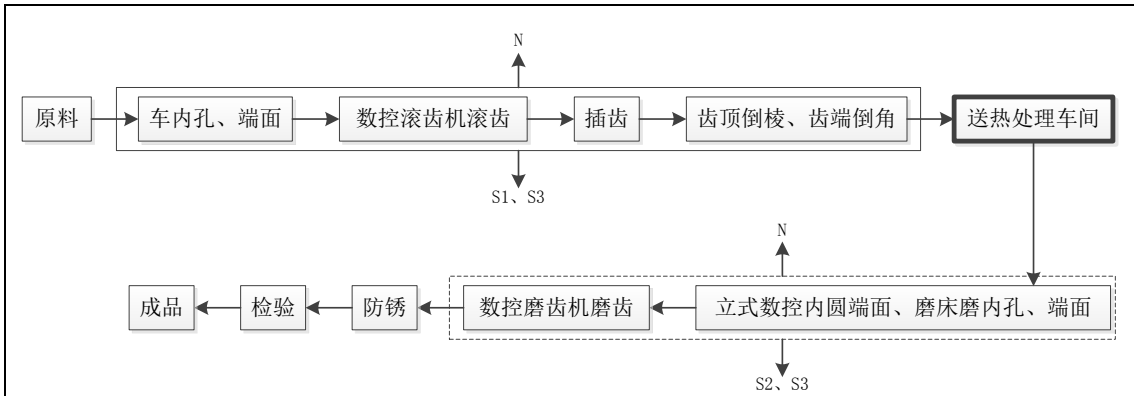 N
原料
车内孔、端面
数控滚齿机滚齿
插齿
齿顶倒棱、齿端倒角
送热处理车间
S1、S3
N
成品
检验
防锈
数控磨齿机磨齿
立式数控内圆端面、磨床磨内孔、端面
S2、S3